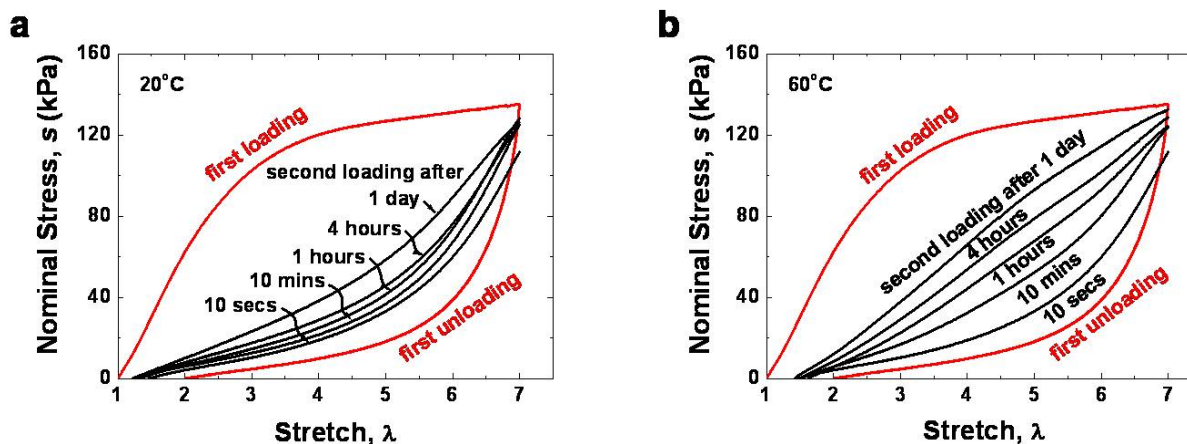 a
160
120
80
40
0
Nominal Stress, s (kPa)
20°C
first loading
second loading after
1 day
4 hours
1 hours
10 mins
10 secs
first unloading
1 2 3 4 5 6 7
Stretch, λ
b
160
120
80
40
0
Nominal Stress, s (kPa)
60°C
first loading
second loading after 1 day
4 hours
1 hours
10 mins
10 secs
first unloading
1 2 3 4 5 6 7
Stretch, λ